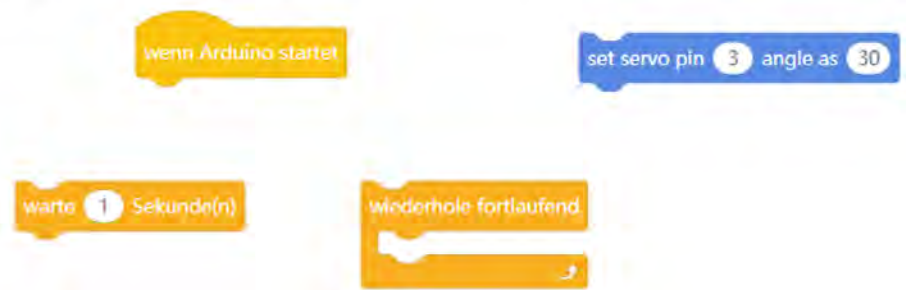 wenn Arduino startet
set servo pin 3 angle as 30
warte 1 Sekunde(n)
wiederhole fortlaufend